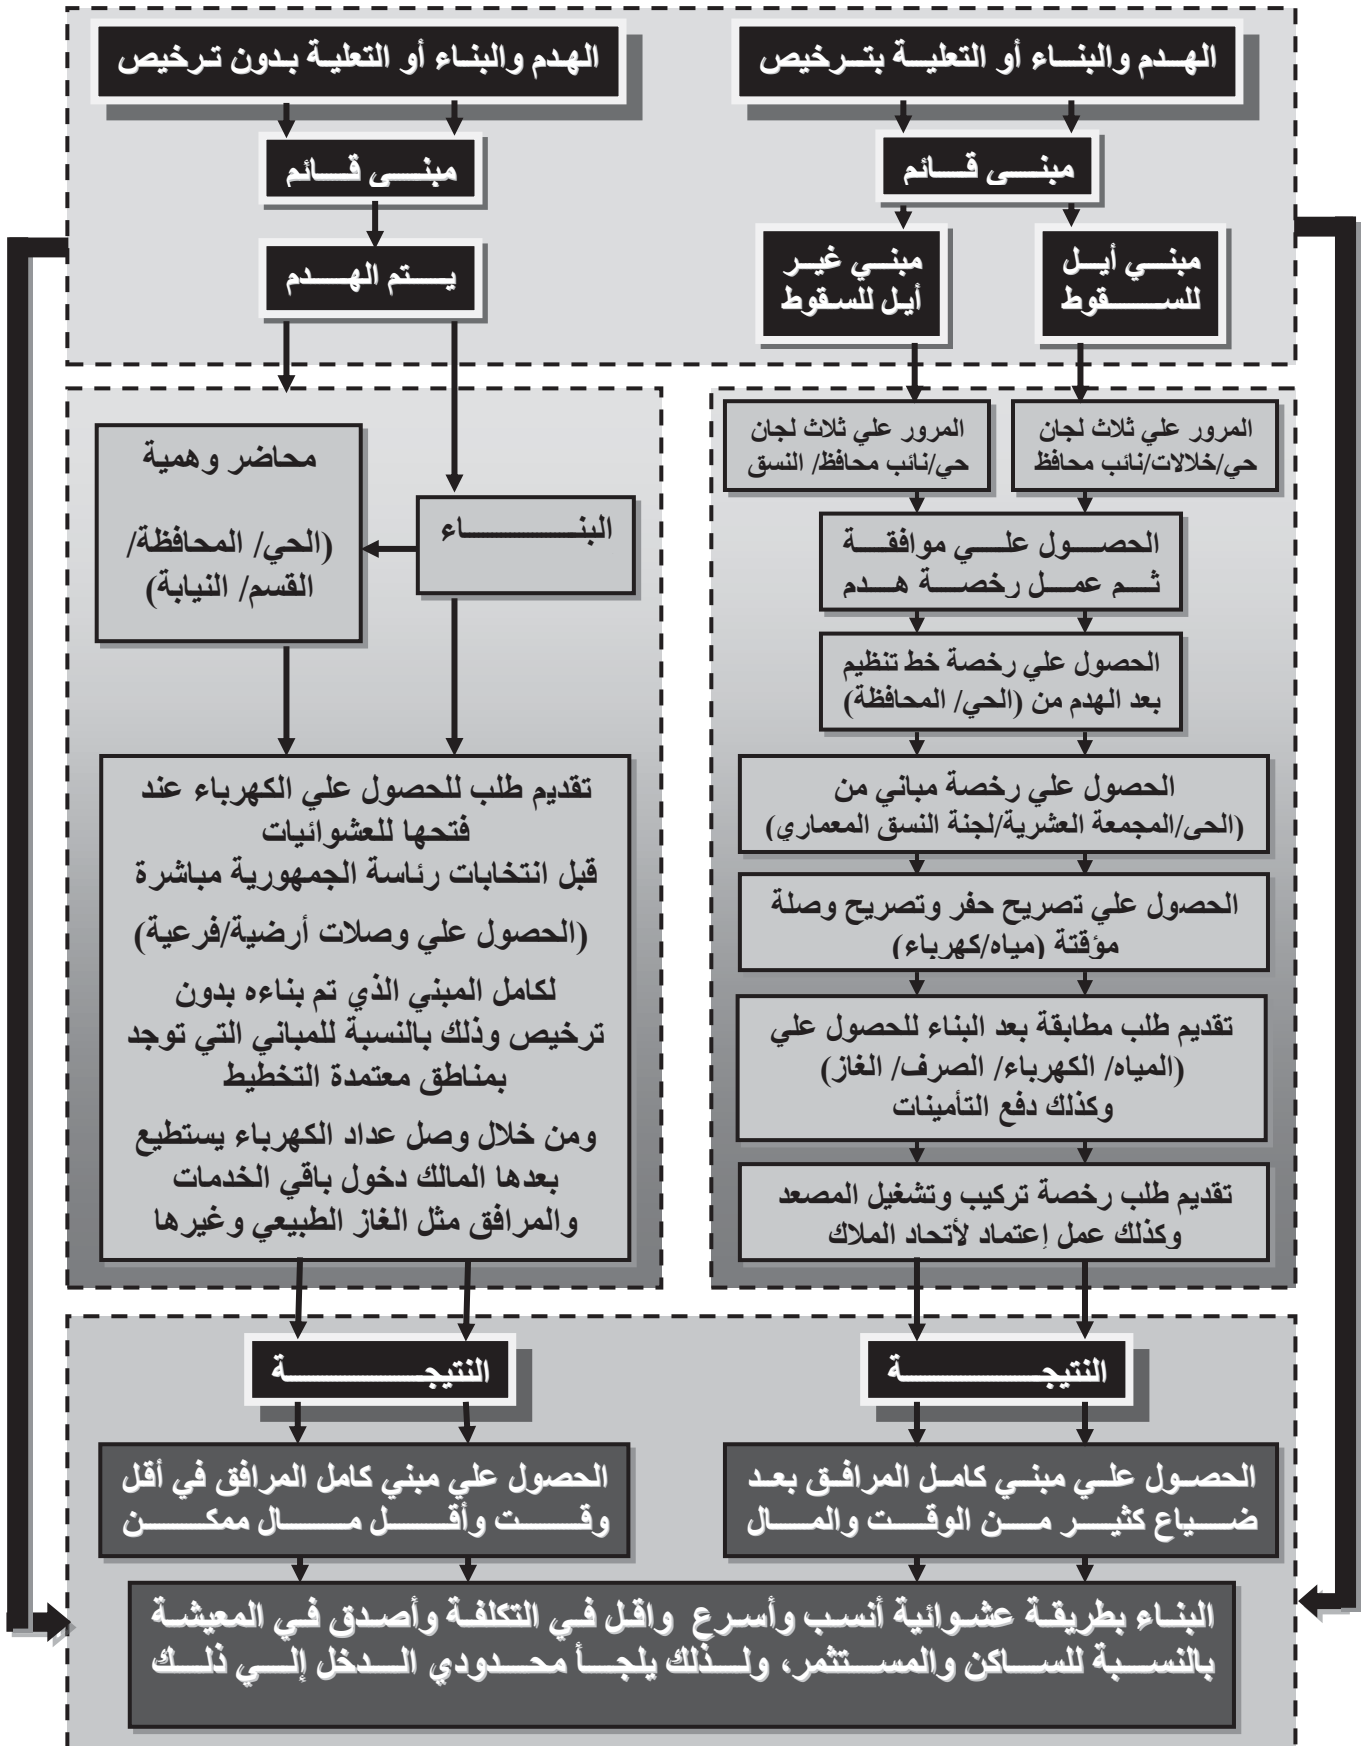 الهدم والبناء أو التعلية بترخيص
مبنى قائم
مبني أيل
للسقوط
مبني غير
أيل للسقوط
المرور علي ثلاث لجان
حي/خلالات/نائب محافظ
المرور علي ثلاث لجان
حي/نائب محافظ/ النسق
الحصول علي موافقة
ثم عمل رخصة هدم
الحصول علي رخصة خط تنظيم
بعد الهدم من (الحي/ المحافظة)
الحصول علي رخصة مباني من
(الحى/المجمعة العشرية/لجنة النسق المعماري)
الحصول علي تصريح حفر وتصريح وصلة
مؤقتة (مياه/كهرباء)
تقديم طلب مطابقة بعد البناء للحصول علي
(المياه/ الكهرباء/ الصرف/ الغاز)
وكذلك دفع التأمينات
تقديم طلب رخصة تركيب وتشغيل المصعد
وكذلك عمل إعتماد لأتحاد الملاك
النتيجة
الحصول علي مبني كامل المرافق بعد
ضياع كثير من الوقت والمال
الهدم والبناء أو التعلية بدون ترخيص
مبنى قائم
يتم الهدم
البناء
محاضر وهمية
(الحي/ المحافظة/
القسم/ النيابة)
تقديم طلب للحصول علي الكهرباء عند
فتحها للعشوائيات
قبل انتخابات رئاسة الجمهورية مباشرة
(الحصول علي وصلات أرضية/فرعية)
لكامل المبني الذي تم بناءه بدون
ترخيص وذلك بالنسبة للمباني التي توجد
بمناطق معتمدة التخطيط
ومن خلال وصل عداد الكهرباء يستطيع
بعدها المالك دخول باقي الخدمات
والمرافق مثل الغاز الطبيعي وغيرها
النتيجة
الحصول علي مبني كامل المرافق في أقل
وقت وأقل مال ممكن
البناء بطريقة عشوائية أنسب وأسرع واقل في التكلفة وأصدق في المعيشة
بالنسبة للساكن والمستثمر، ولذلك يلجأ محدودي الدخل إلي ذلك